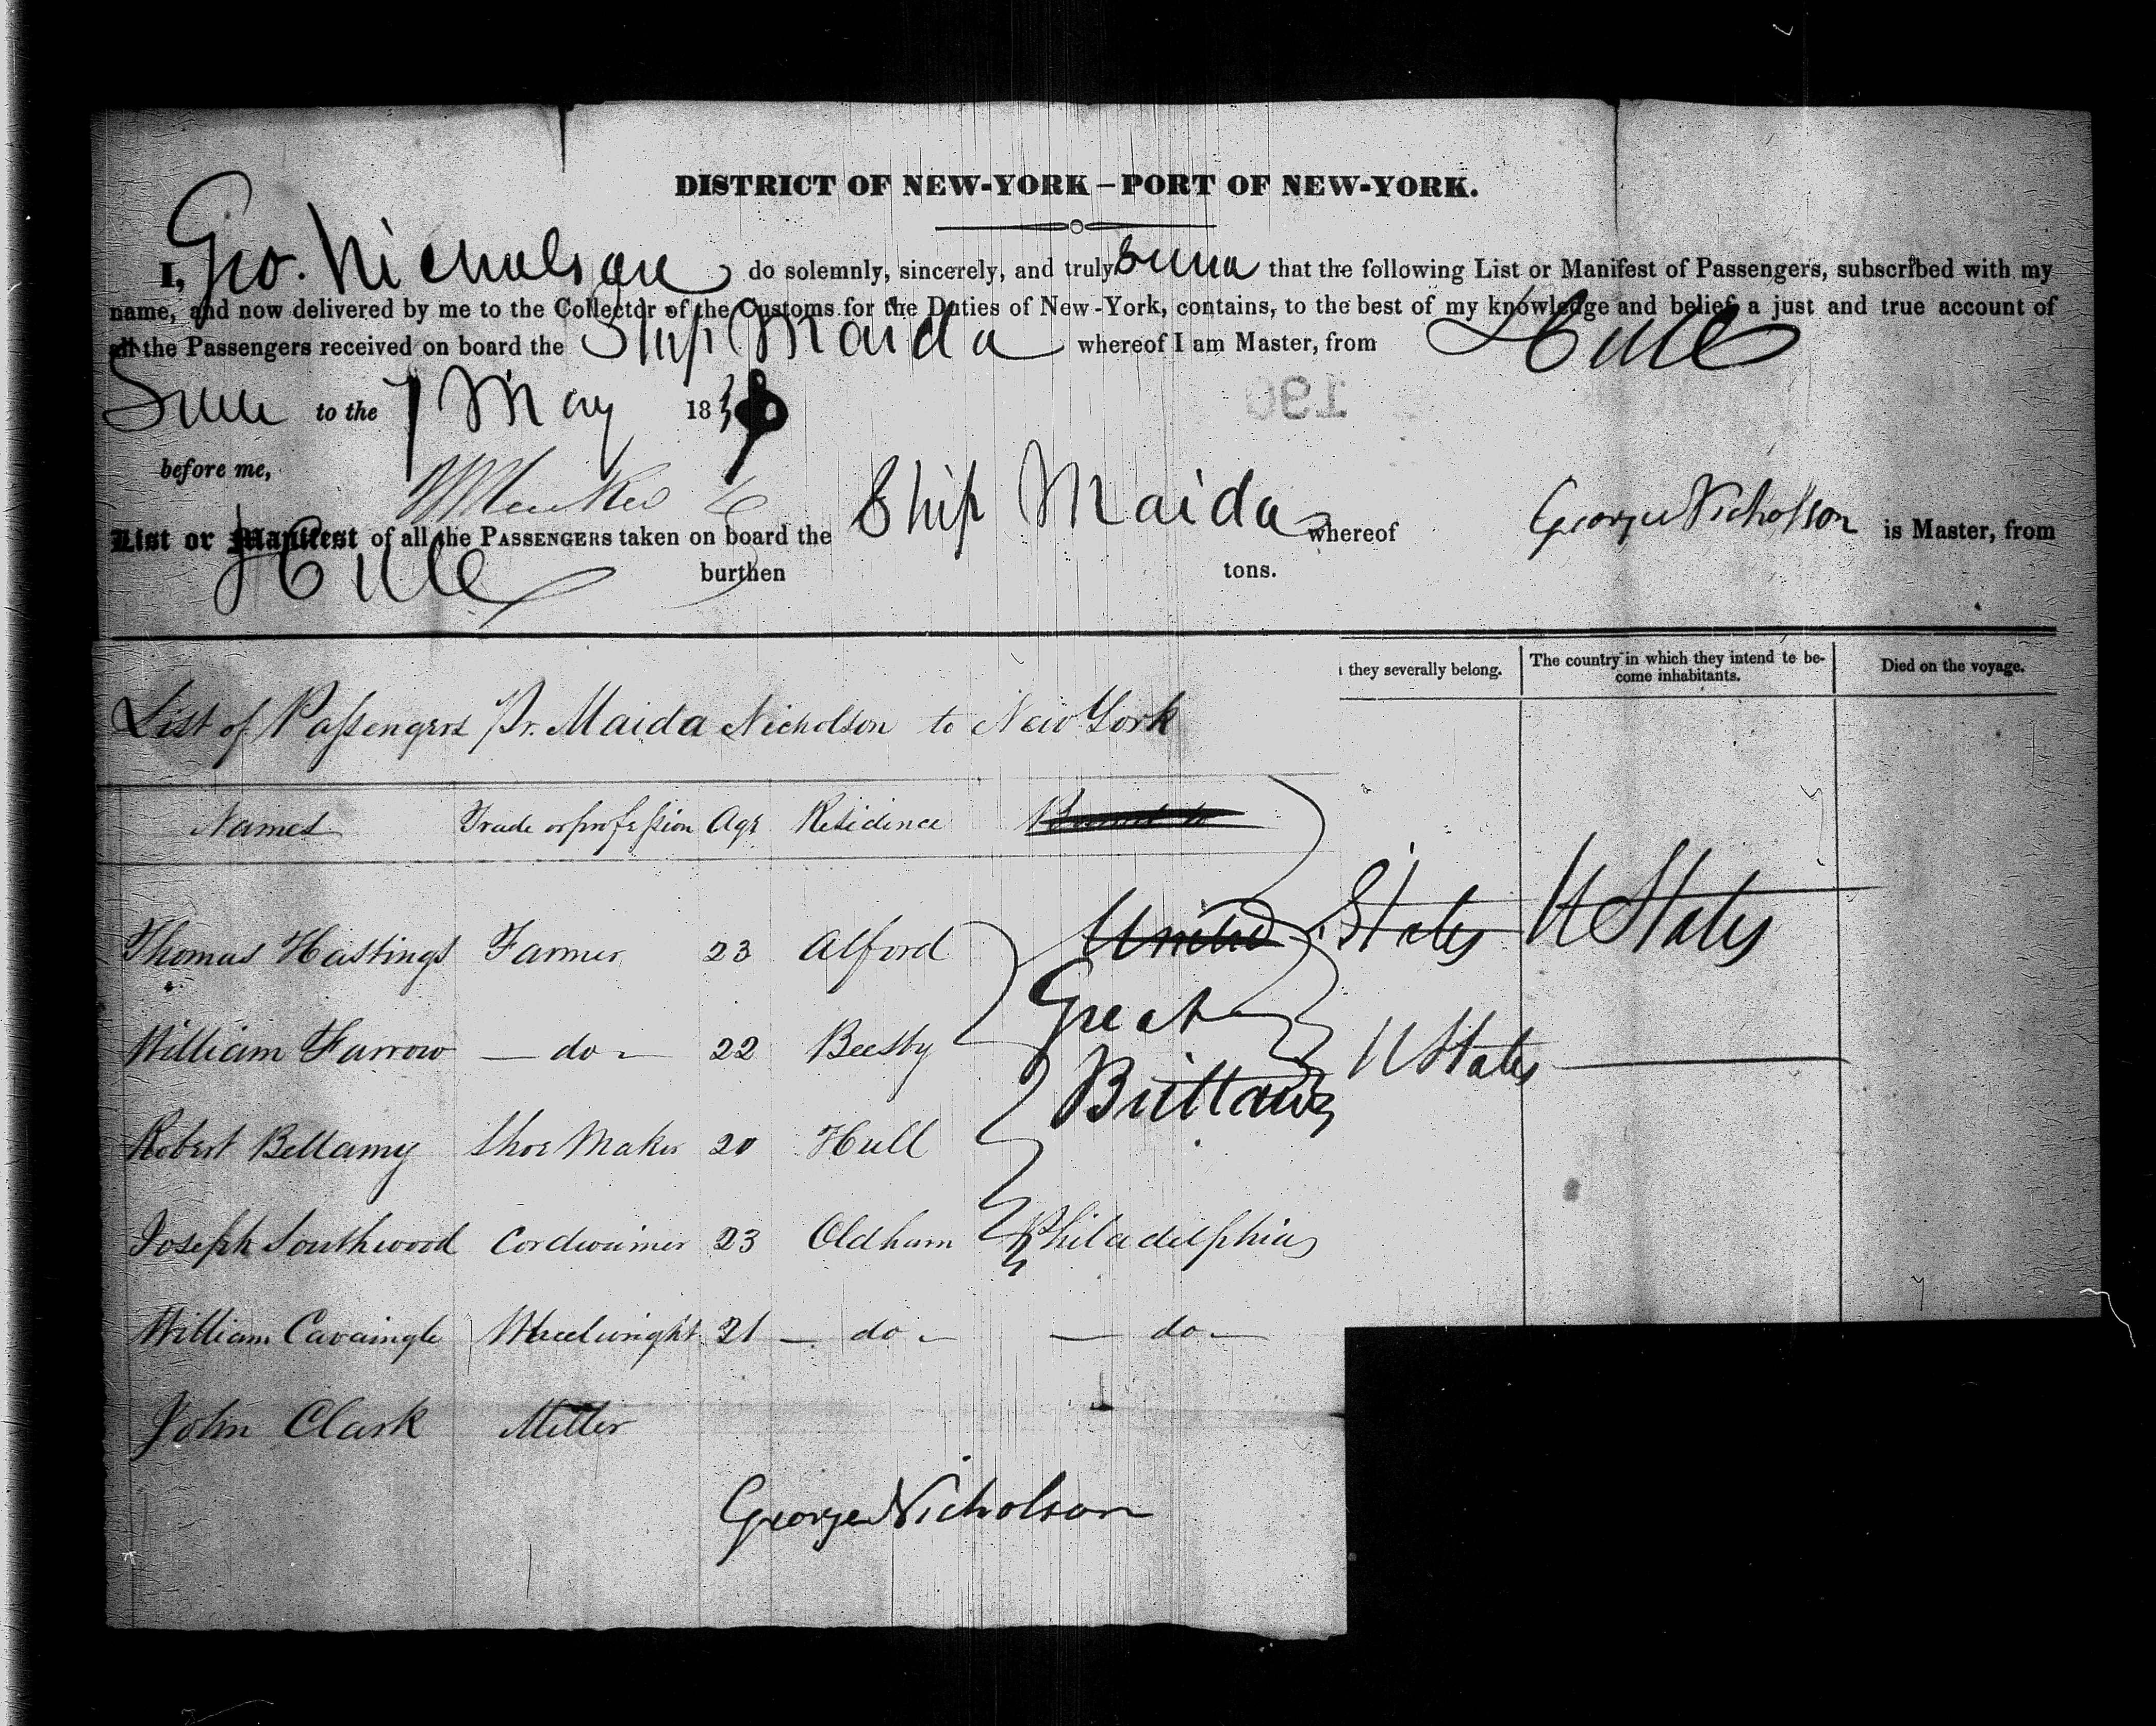 DISTRICT OF NEW-YORK – PORT OF NEW-YORK.
I, Geo. Nicholson do solemnly, sincerely, and truly that the following List or Manifest of Passengers, subscribed with my
name, and now delivered by me to the Collector of the Customs for the Duties of New-York, contains, to the best of my knowledge and belief, a just and true account of
all the Passengers received on board the Ship Maida whereof I am Master, from Hull
to the 7 May 183
190
before me,
List or Manifest of all the PASSENGERS taken on board the Ship Maida whereof George Nicholson is Master, from
Hull burthen tons.
they severally belong. The country in which they intend to be-
come inhabitants. Died on the voyage.
List of Passengers Pr. Maida Nicholson to New York
Names Trade or profession Age Residence
Thomas Hastings Farmer 23 Alford United States U States
Great
William Farrow — do — 22 Beesby U States
Brittain
Robert Bellamy Shoe Maker 20 Hull
Joseph Southwood Cordwainer 23 Oldham Philadelphia
William Cavaingle Wheelwright 21 — do — — do —
John Clark Miller
George Nicholson